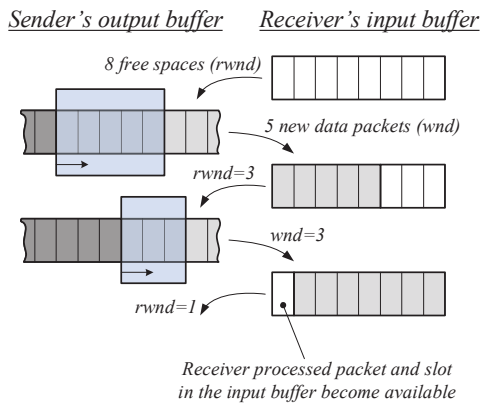 Sender's output buffer
Receiver's input buffer
8 free spaces (rwnd)
5 new data packets (wnd)
rwnd=3
wnd=3
rwnd=1
Receiver processed packet and slot
in the input buffer become available